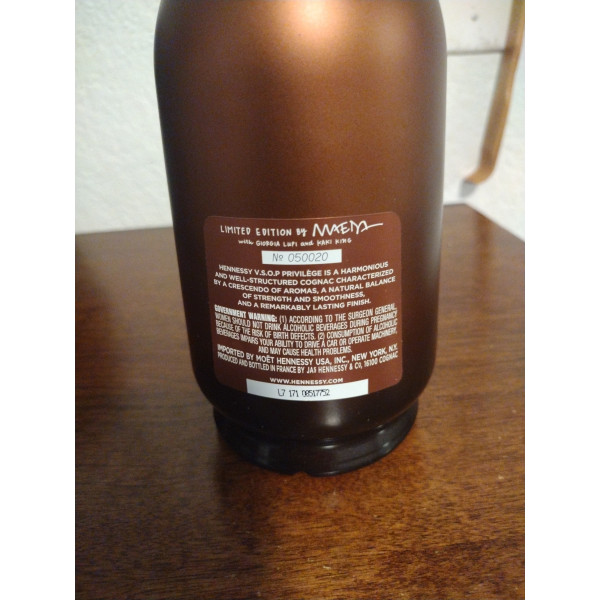 LIMITED EDITION BY MAEDA
with GIORGIA LUPI and KAKI KING
No 050020
HENNESSY V.S.O.P PRIVILÈGE IS A HARMONIOUS
AND WELL-STRUCTURED COGNAC CHARACTERIZED
BY A CRESCENDO OF AROMAS, A NATURAL BALANCE
OF STRENGTH AND SMOOTHNESS,
AND A REMARKABLY LASTING FINISH.
GOVERNMENT WARNING: (1) ACCORDING TO THE SURGEON GENERAL,
WOMEN SHOULD NOT DRINK ALCOHOLIC BEVERAGES DURING PREGNANCY
BECAUSE OF THE RISK OF BIRTH DEFECTS. (2) CONSUMPTION OF ALCOHOLIC
BEVERAGES IMPAIRS YOUR ABILITY TO DRIVE A CAR OR OPERATE MACHINERY,
AND MAY CAUSE HEALTH PROBLEMS.
IMPORTED BY MOËT HENNESSY USA, INC., NEW YORK, N.Y.
PRODUCED AND BOTTLED IN FRANCE BY JAS HENNESSY & CO, 16100 COGNAC
WWW.HENNESSY.COM
L7 171 08517752